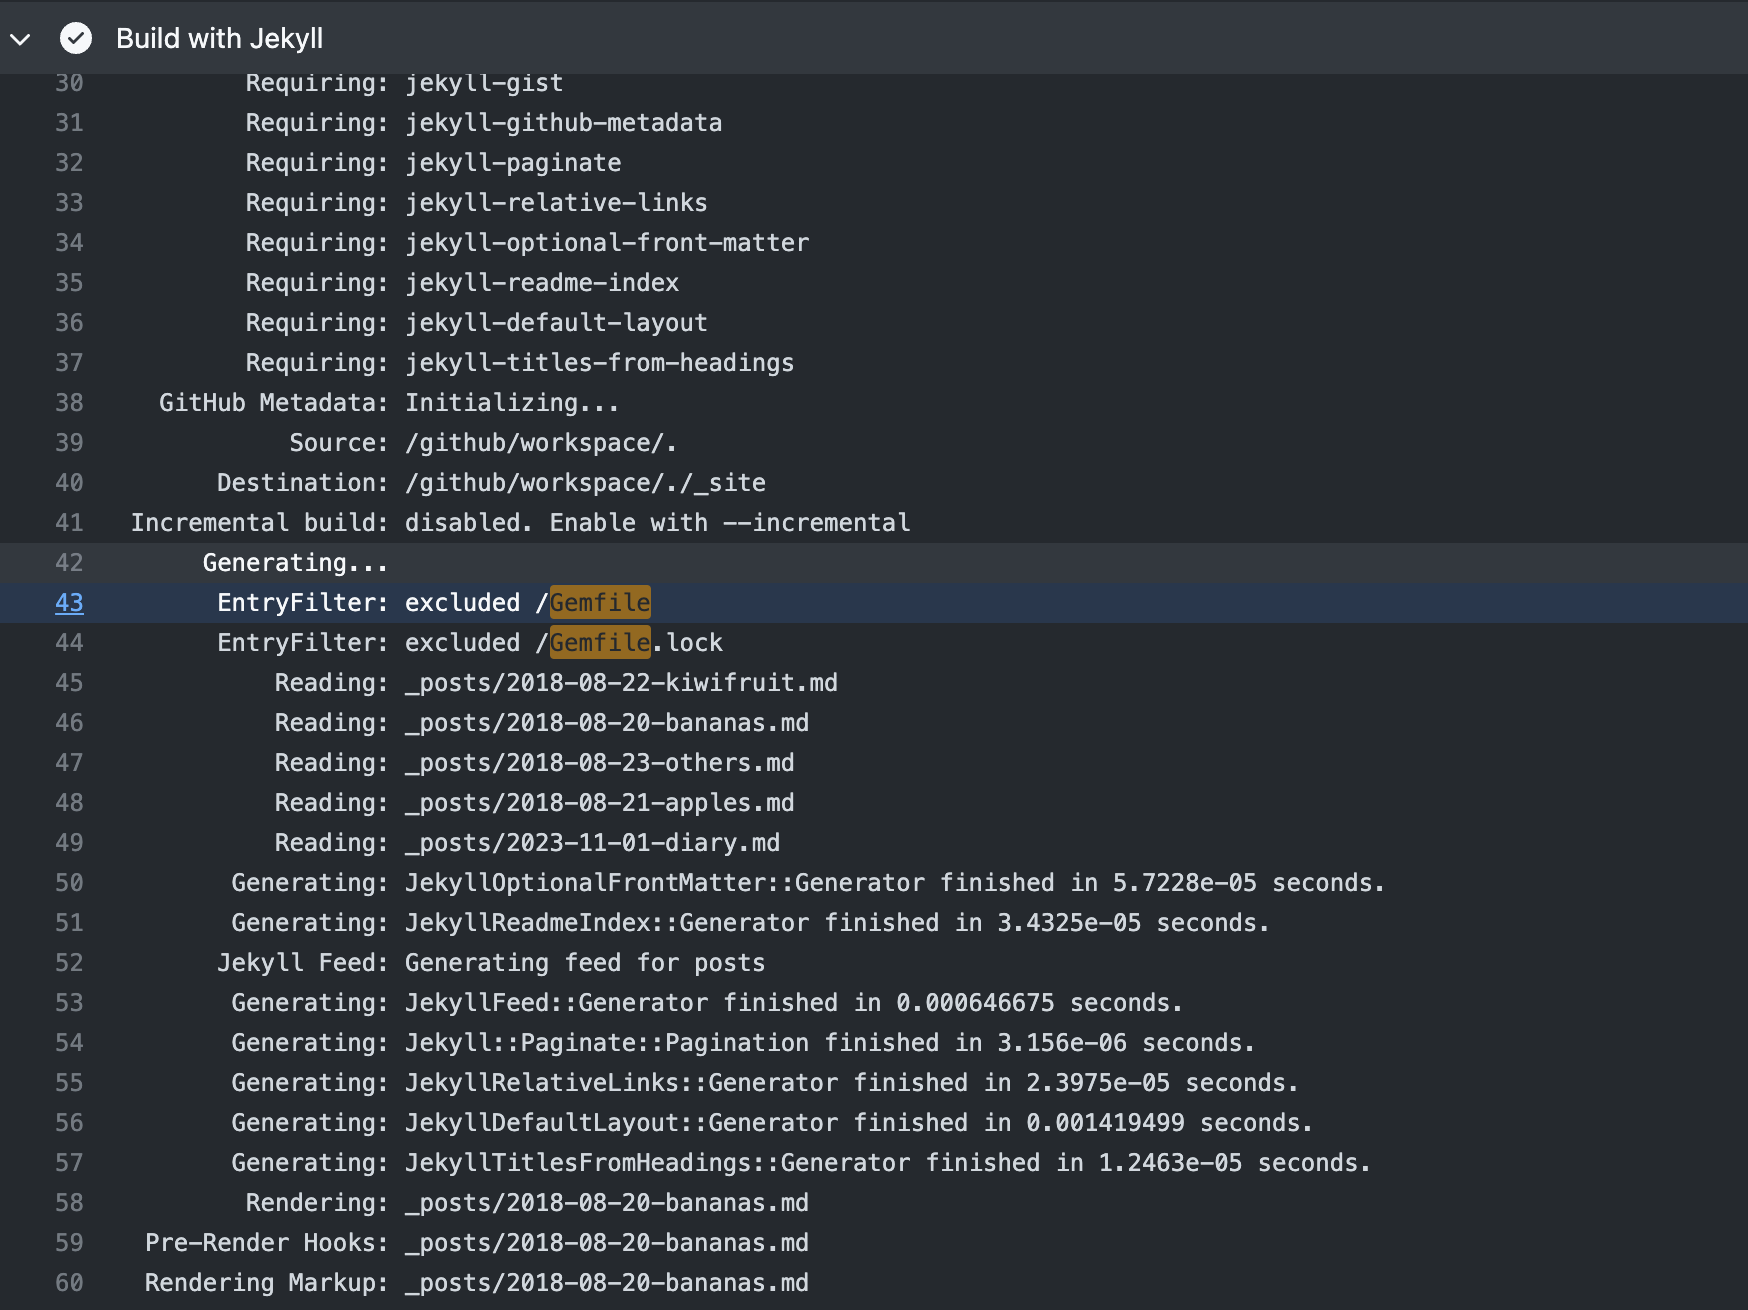 Build with Jekyll
30 Requiring: jekyll-gist
31 Requiring: jekyll-github-metadata
32 Requiring: jekyll-paginate
33 Requiring: jekyll-relative-links
34 Requiring: jekyll-optional-front-matter
35 Requiring: jekyll-readme-index
36 Requiring: jekyll-default-layout
37 Requiring: jekyll-titles-from-headings
38 GitHub Metadata: Initializing...
39 Source: /github/workspace/.
40 Destination: /github/workspace/./_site
41 Incremental build: disabled. Enable with --incremental
42 Generating...
43 EntryFilter: excluded /Gemfile
44 EntryFilter: excluded /Gemfile.lock
45 Reading: _posts/2018-08-22-kiwifruit.md
46 Reading: _posts/2018-08-20-bananas.md
47 Reading: _posts/2018-08-23-others.md
48 Reading: _posts/2018-08-21-apples.md
49 Reading: _posts/2023-11-01-diary.md
50 Generating: JekyllOptionalFrontMatter::Generator finished in 5.7228e-05 seconds.
51 Generating: JekyllReadmeIndex::Generator finished in 3.4325e-05 seconds.
52 Jekyll Feed: Generating feed for posts
53 Generating: JekyllFeed::Generator finished in 0.000646675 seconds.
54 Generating: Jekyll::Paginate::Pagination finished in 3.156e-06 seconds.
55 Generating: JekyllRelativeLinks::Generator finished in 2.3975e-05 seconds.
56 Generating: JekyllDefaultLayout::Generator finished in 0.001419499 seconds.
57 Generating: JekyllTitlesFromHeadings::Generator finished in 1.2463e-05 seconds.
58 Rendering: _posts/2018-08-20-bananas.md
59 Pre-Render Hooks: _posts/2018-08-20-bananas.md
60 Rendering Markup: _posts/2018-08-20-bananas.md